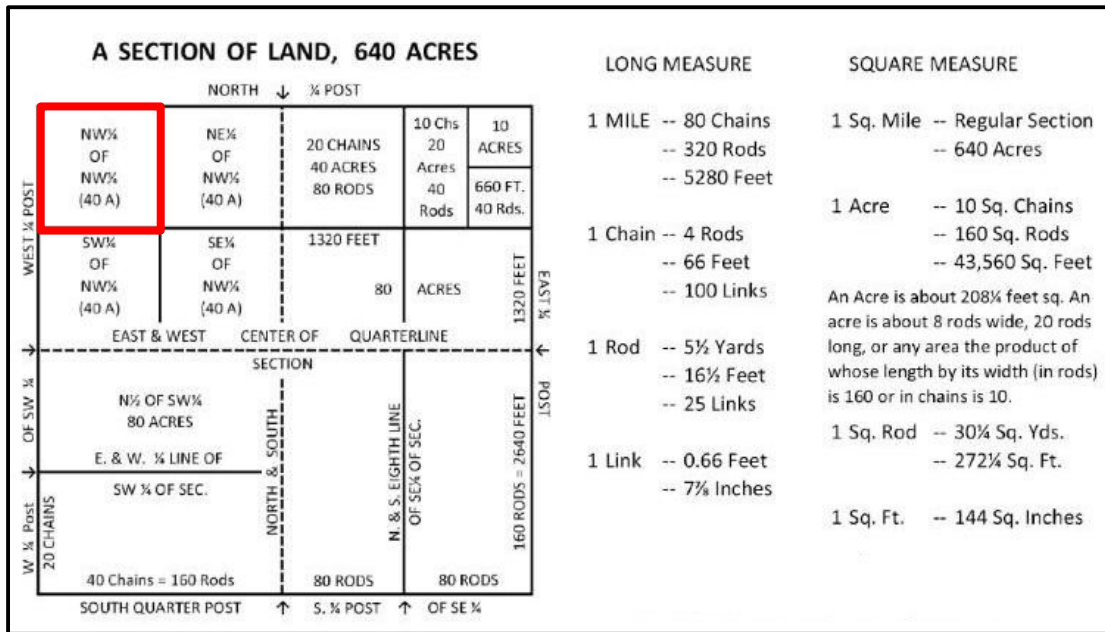 A SECTION OF LAND, 640 ACRES
NORTH ↓ ¼ POST
NW¼
OF
NW¼
(40 A)
NE¼
OF
NW¼
(40 A)
20 CHAINS
40 ACRES
80 RODS
10 Chs
20
Acres
40
Rods
10
ACRES
660 FT.
40 Rds.
WEST ¼ POST
SW¼
OF
NW¼
(40 A)
SE¼
OF
NW¼
(40 A)
1320 FEET
80 ACRES
1320 FEET
EAST ¼
POST
EAST & WEST CENTER OF QUARTERLINE
SECTION
OF SW ¼
N½ OF SW¼
80 ACRES
E. & W. ¼ LINE OF
SW ¼ OF SEC.
W ¼ Post
20 CHAINS
40 Chains = 160 Rods
NORTH & SOUTH
N. & S. EIGHTH LINE
OF SE¼ OF SEC.
160 RODS = 2640 FEET
80 RODS
80 RODS
SOUTH QUARTER POST ↑ S. ¼ POST ↑ OF SE ¼
LONG MEASURE
1 MILE -- 80 Chains
-- 320 Rods
-- 5280 Feet
1 Chain -- 4 Rods
-- 66 Feet
-- 100 Links
1 Rod -- 5½ Yards
-- 16½ Feet
-- 25 Links
1 Link -- 0.66 Feet
-- 7⅞ Inches
SQUARE MEASURE
1 Sq. Mile -- Regular Section
-- 640 Acres
1 Acre -- 10 Sq. Chains
-- 160 Sq. Rods
-- 43,560 Sq. Feet
An Acre is about 208¼ feet sq. An
acre is about 8 rods wide, 20 rods
long, or any area the product of
whose length by its width (in rods)
is 160 or in chains is 10.
1 Sq. Rod -- 30¼ Sq. Yds.
-- 272¼ Sq. Ft.
1 Sq. Ft. -- 144 Sq. Inches